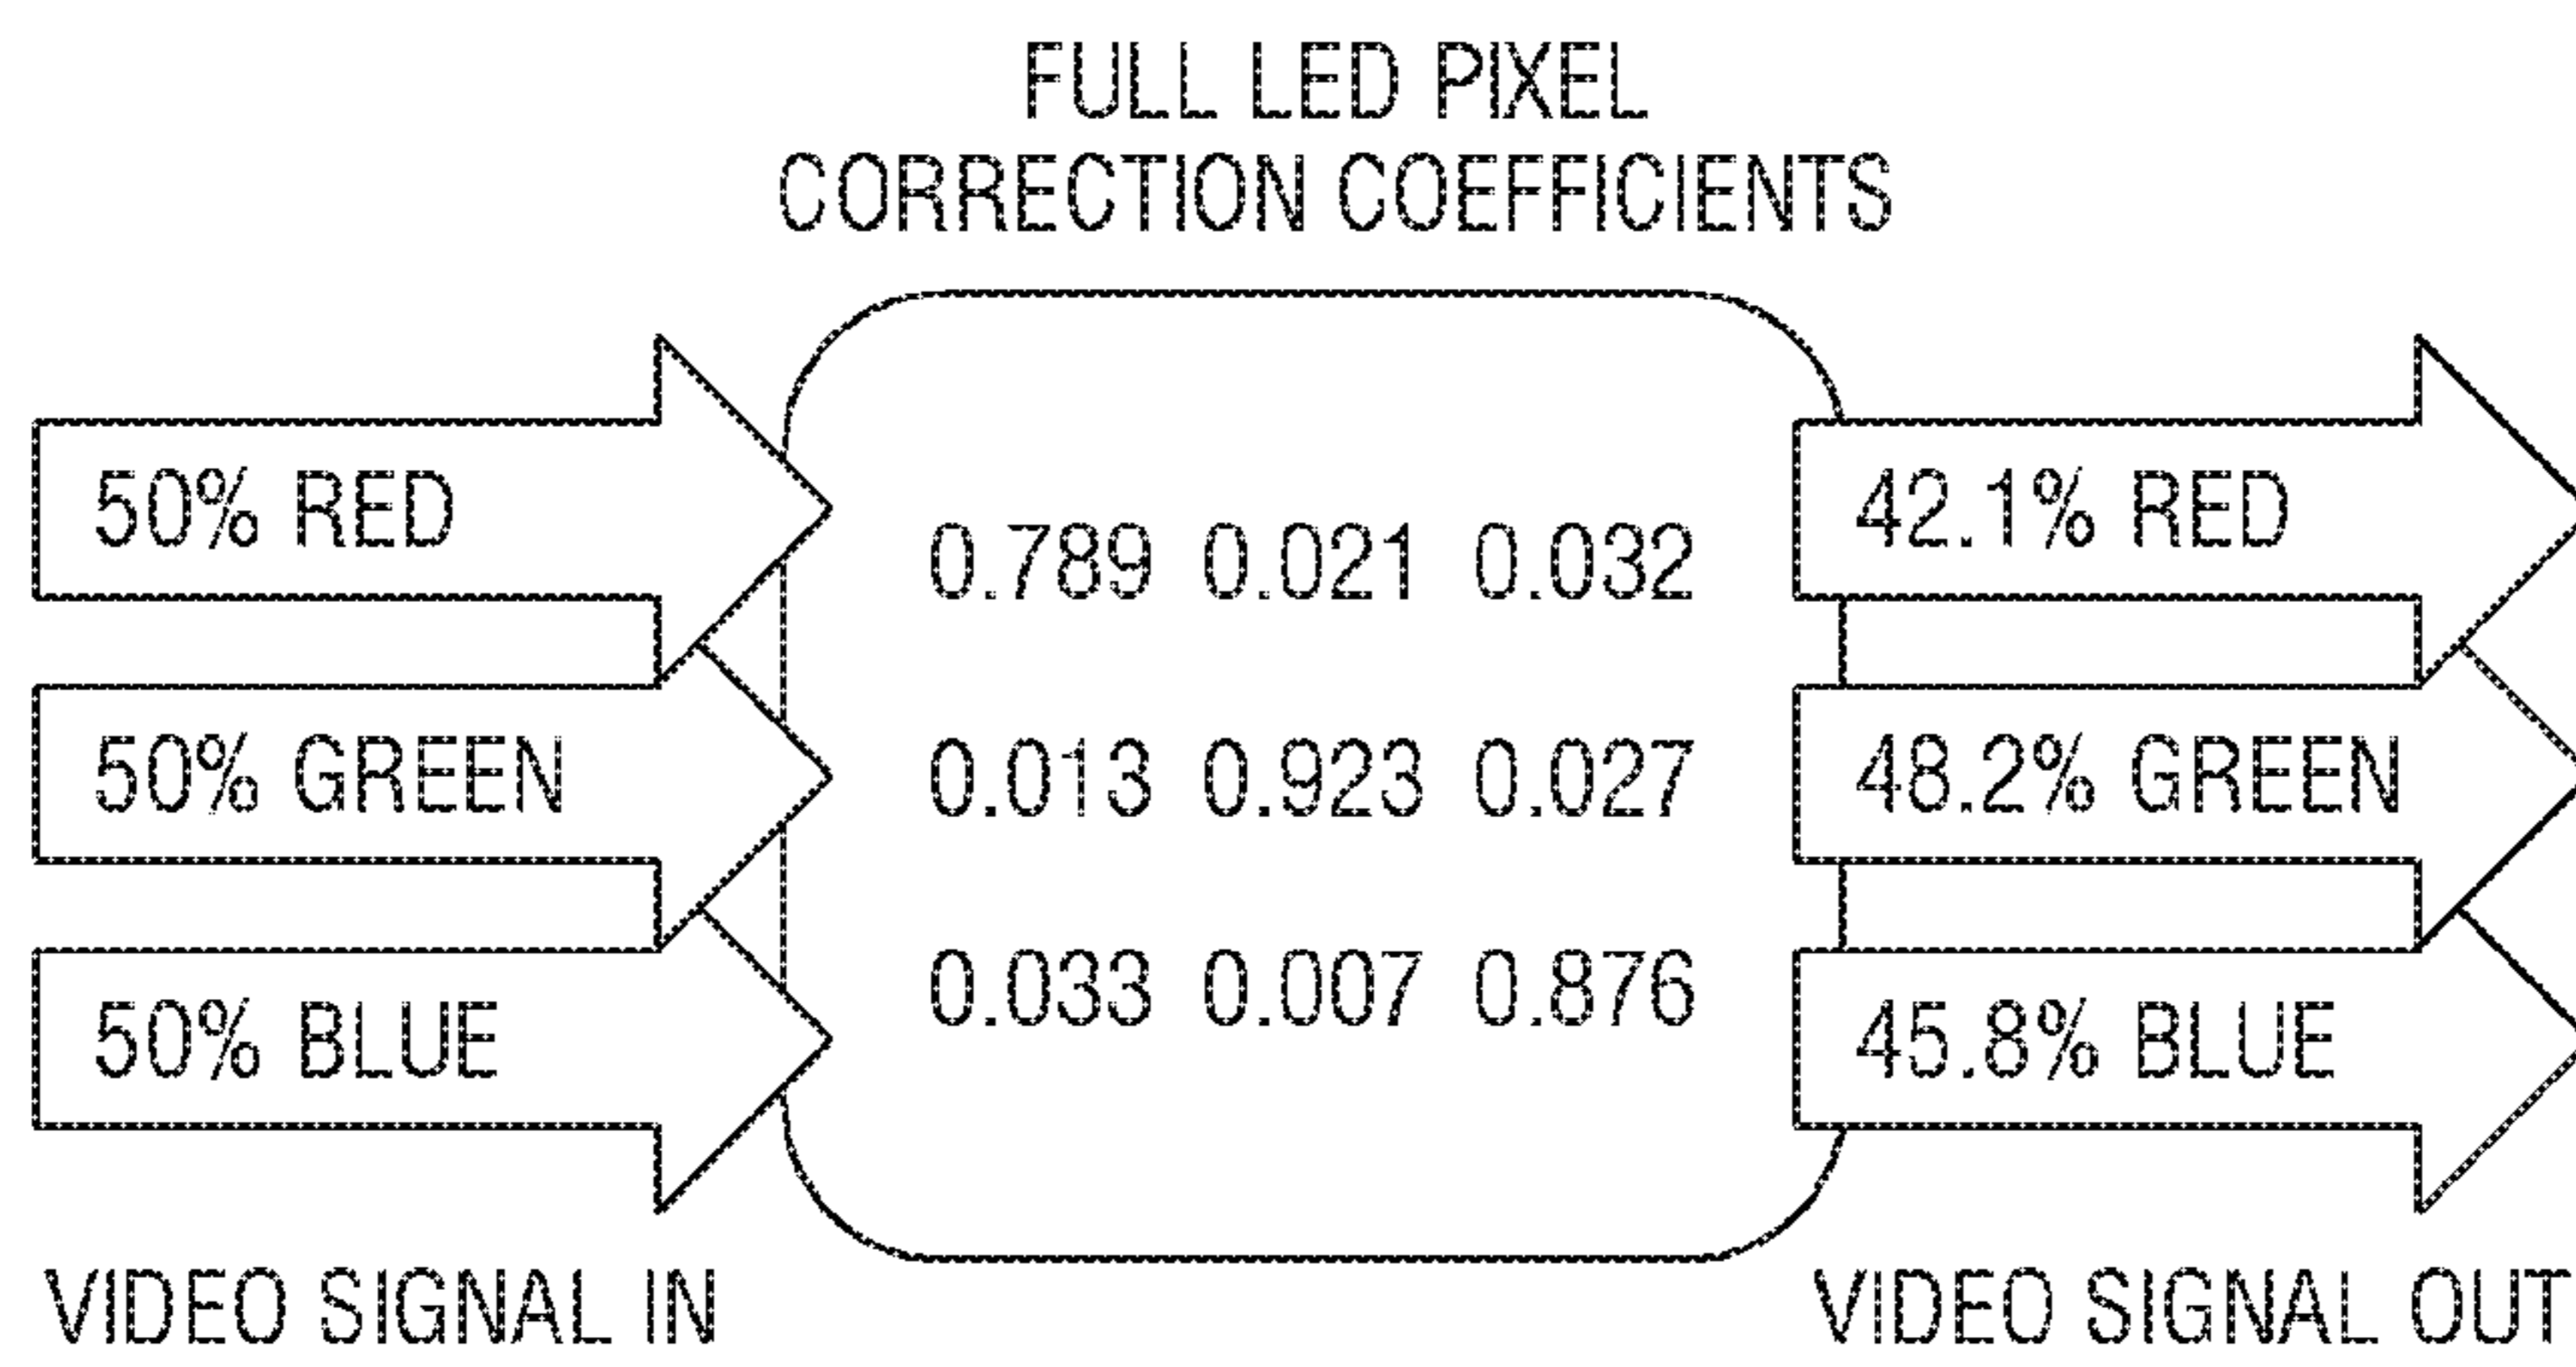 FULL LED PIXEL
CORRECTION COEFFICIENTS
50% RED
50% GREEN
50% BLUE
0.789 0.021 0.032
0.013 0.923 0.027
0.033 0.007 0.876
42.1% RED
48.2% GREEN
45.8% BLUE
VIDEO SIGNAL IN
VIDEO SIGNAL OUT